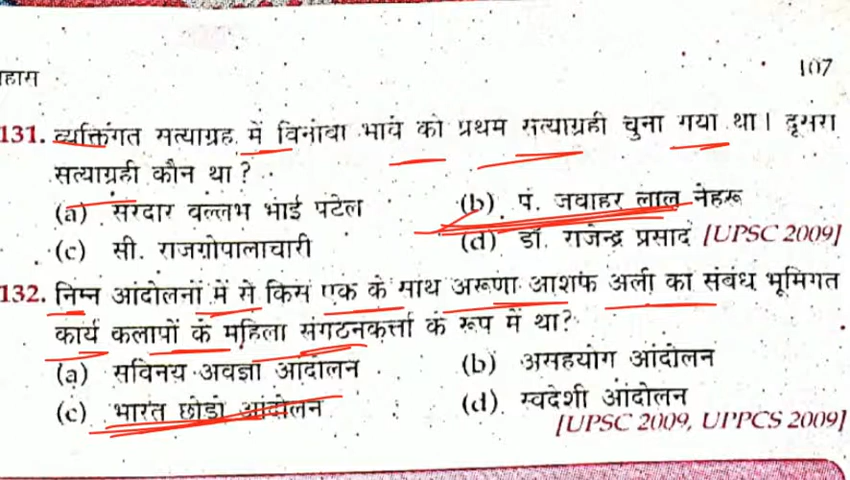 हास
107
131. व्यक्तिगत सत्याग्रह में विनोवा भावे को प्रथम सत्याग्रही चुना गया था। दूसरा
सत्याग्रही कौन था?
(a) सरदार वल्लभ भाई पटेल (b) पं. जवाहर लाल नेहरू
(c) सी. राजगोपालाचारी (d) डॉ. राजेन्द्र प्रसाद [UPSC 2009]
132. निम्न आंदोलनों में से किस एक के साथ अरूणा आशफ अली का संबंध भूमिगत
कार्य कलापों के महिला संगठनकर्त्ता के रूप में था?
(a) सविनय अवज्ञा आंदोलन (b) असहयोग आंदोलन
(c) भारत छोड़ो आंदोलन (d) स्वदेशी आंदोलन
[UPSC 2009, UPPCS 2009]